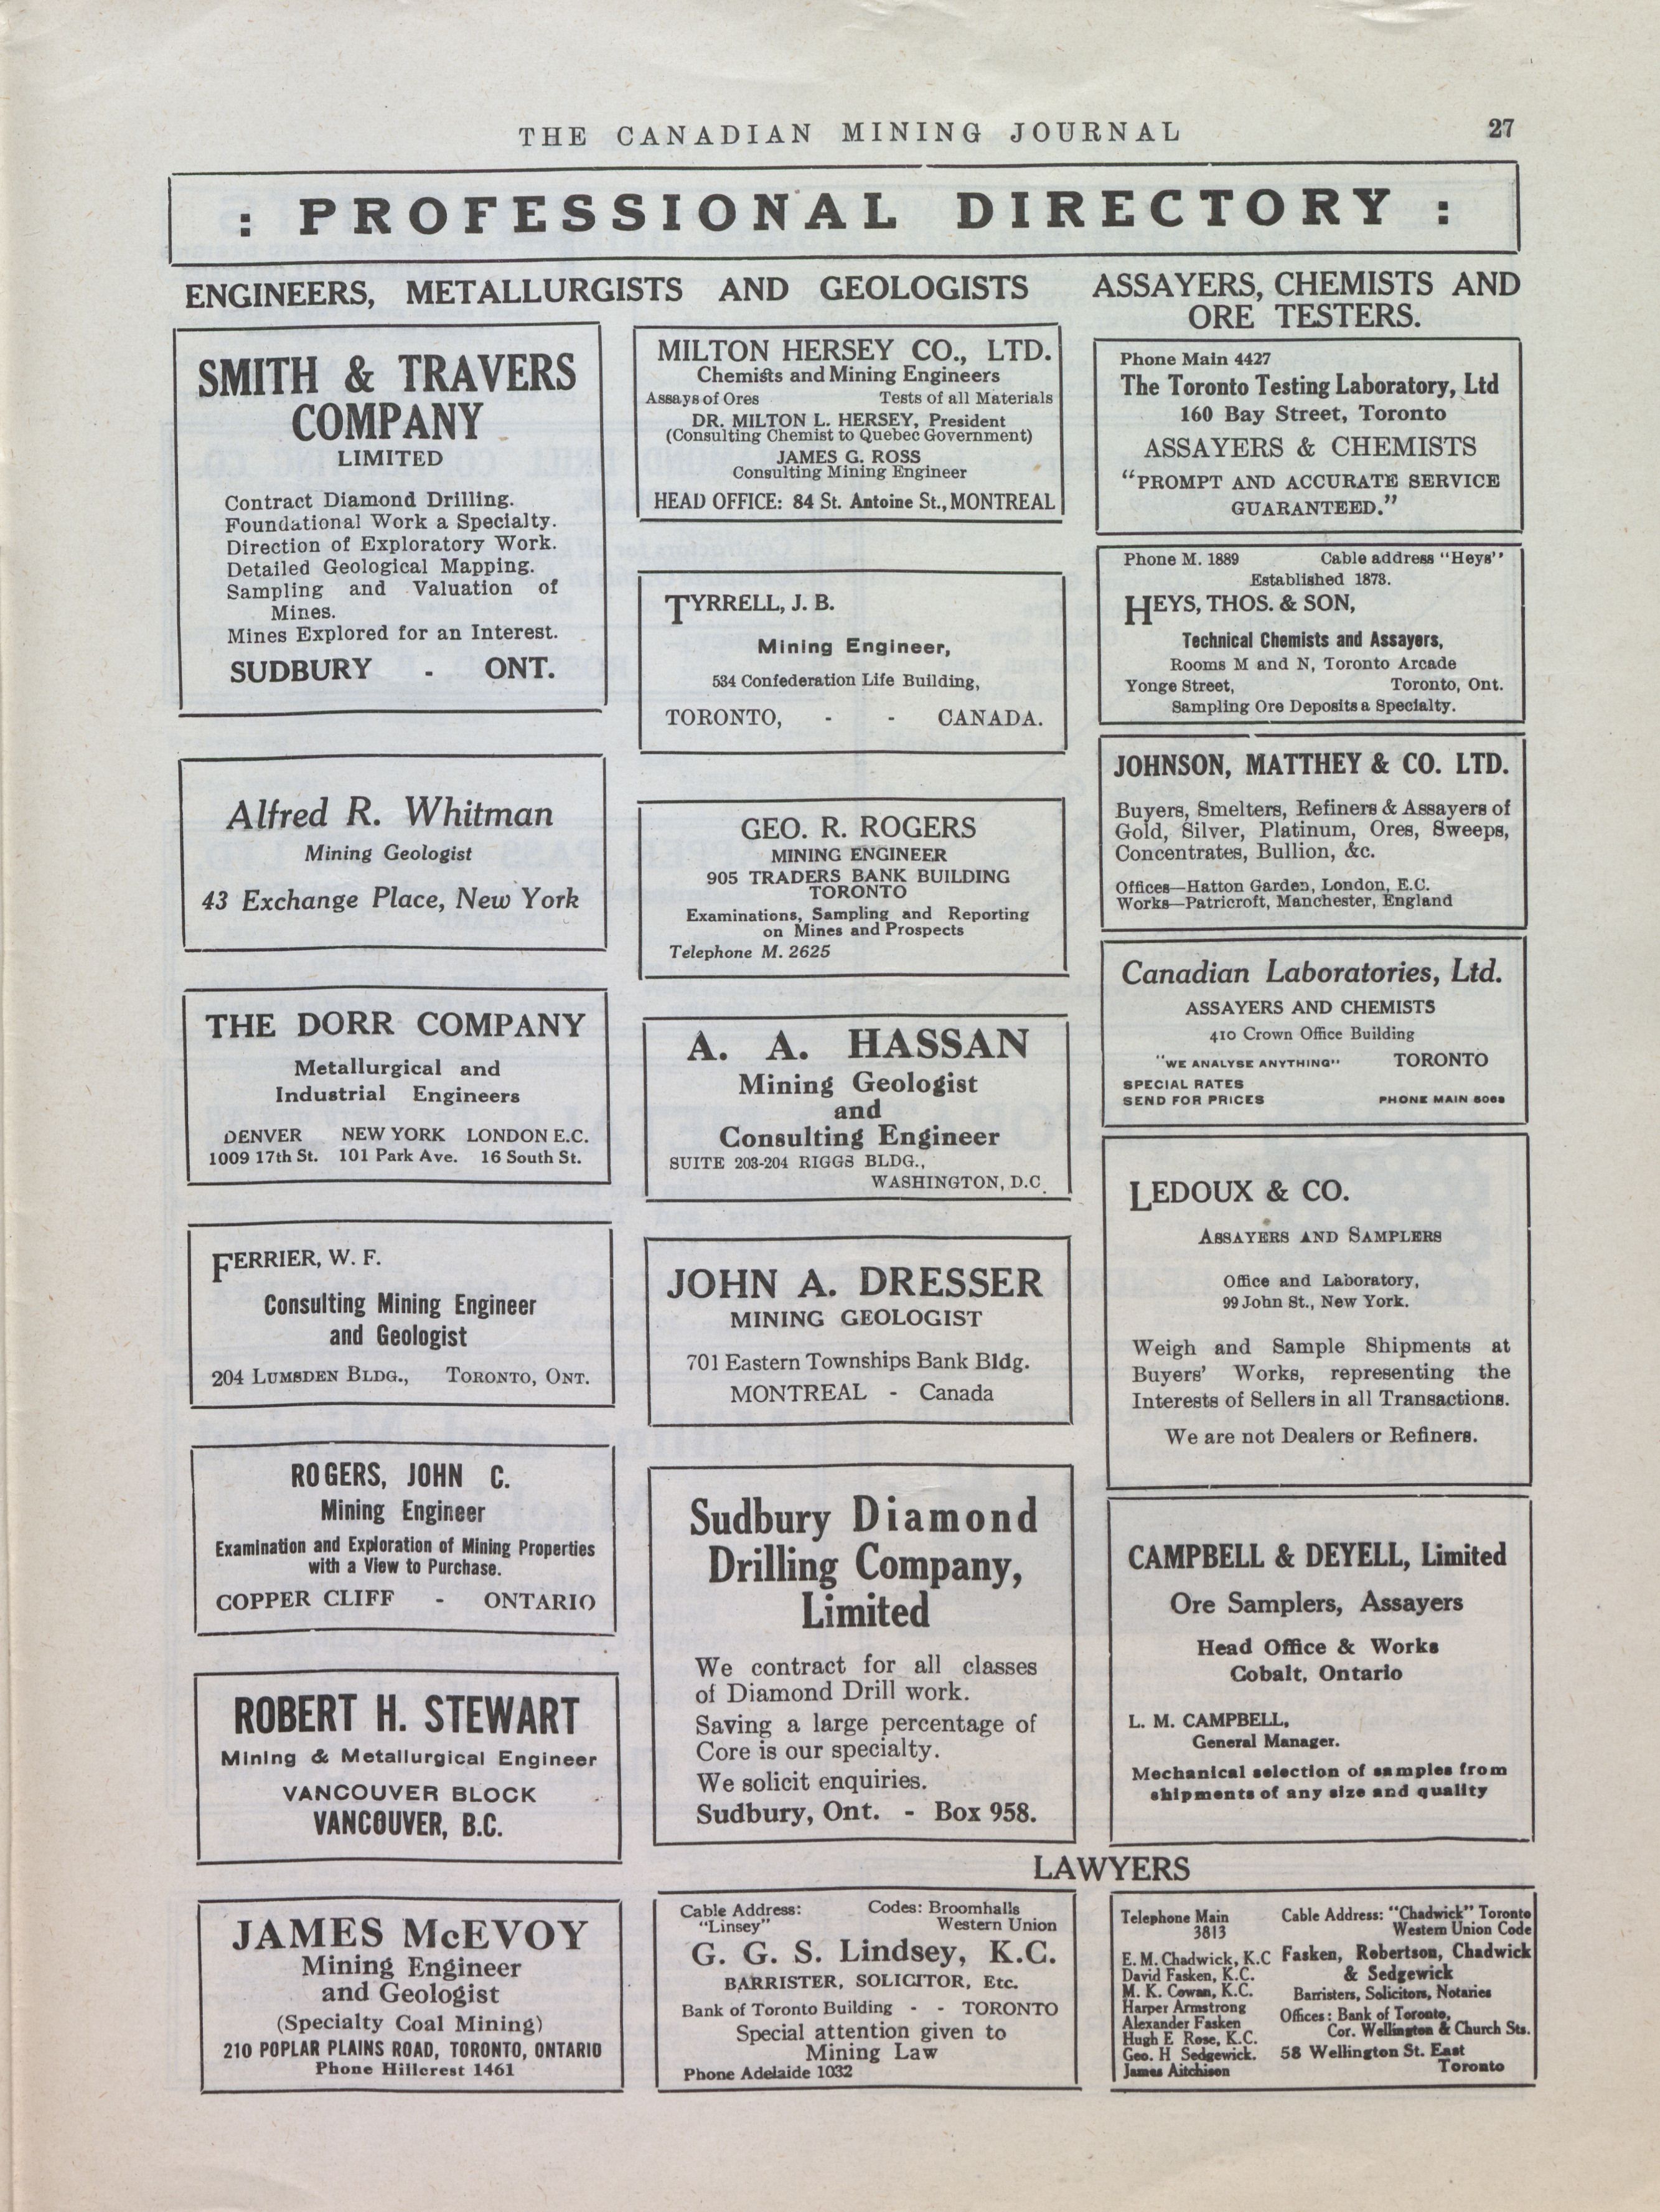 THE CANADIAN MINING JOURNAL 27
: PROFESSIONAL DIRECTORY :
ENGINEERS, METALLURGISTS AND GEOLOGISTS
SMITH & TRAVERS
COMPANY
LIMITED
Contract Diamond Drilling.
Foundational Work a Specialty.
Direction of Exploratory Work.
Detailed Geological Mapping.
Sampling and Valuation of
Mines.
Mines Explored for an Interest.
SUDBURY - ONT.
Alfred R. Whitman
Mining Geologist
43 Exchange Place, New York
THE DORR COMPANY
Metallurgical and
Industrial Engineers
DENVER NEW YORK LONDON E.C.
1009 17th St. 101 Park Ave. 16 South St.
FERRIER, W. F.
Consulting Mining Engineer
and Geologist
204 LUMSDEN BLDG., TORONTO, ONT.
ROGERS, JOHN C.
Mining Engineer
Examination and Exploration of Mining Properties
with a View to Purchase.
COPPER CLIFF - ONTARIO
ROBERT H. STEWART
Mining & Metallurgical Engineer
VANCOUVER BLOCK
VANCOUVER, B.C.
JAMES McEVOY
Mining Engineer
and Geologist
(Specialty Coal Mining)
210 POPLAR PLAINS ROAD, TORONTO, ONTARIO
Phone Hillcrest 1461
MILTON HERSEY CO., LTD.
Chemists and Mining Engineers
Assays of Ores Tests of all Materials
DR. MILTON L. HERSEY, President
(Consulting Chemist to Quebec Government)
JAMES G. ROSS
Consulting Mining Engineer
HEAD OFFICE: 84 St. Antoine St., MONTREAL
TYRRELL, J. B.
Mining Engineer,
534 Confederation Life Building,
TORONTO, - - CANADA.
GEO. R. ROGERS
MINING ENGINEER
905 TRADERS BANK BUILDING
TORONTO
Examinations, Sampling and Reporting
on Mines and Prospects
Telephone M. 2625
A. A. HASSAN
Mining Geologist
and
Consulting Engineer
SUITE 203-204 RIGGS BLDG.,
WASHINGTON, D.C.
JOHN A. DRESSER
MINING GEOLOGIST
701 Eastern Townships Bank Bldg.
MONTREAL - Canada
Sudbury Diamond
Drilling Company,
Limited
We contract for all classes
of Diamond Drill work.
Saving a large percentage of
Core is our specialty.
We solicit enquiries.
Sudbury, Ont. - Box 958.
ASSAYERS, CHEMISTS AND
ORE TESTERS.
Phone Main 4427
The Toronto Testing Laboratory, Ltd
160 Bay Street, Toronto
ASSAYERS & CHEMISTS
"PROMPT AND ACCURATE SERVICE
GUARANTEED."
Phone M. 1889 Cable address "Heys"
Established 1873.
HEYS, THOS. & SON,
Technical Chemists and Assayers,
Rooms M and N, Toronto Arcade
Yonge Street, Toronto, Ont.
Sampling Ore Deposits a Specialty.
JOHNSON, MATTHEY & CO. LTD.
Buyers, Smelters, Refiners & Assayers of
Gold, Silver, Platinum, Ores, Sweeps,
Concentrates, Bullion, &c.
Offices—Hatton Garden, London, E.C.
Works—Patricroft, Manchester, England
Canadian Laboratories, Ltd.
ASSAYERS AND CHEMISTS
410 Crown Office Building
"WE ANALYSE ANYTHING" TORONTO
SPECIAL RATES
SEND FOR PRICES PHONE MAIN
LEDOUX & CO.
ASSAYERS AND SAMPLERS
Office and Laboratory,
99 John St., New York.
Weigh and Sample Shipments at
Buyers' Works, representing the
Interests of Sellers in all Transactions.
We are not Dealers or Refiners.
CAMPBELL & DEYELL, Limited
Ore Samplers, Assayers
Head Office & Works
Cobalt, Ontario
L. M. CAMPBELL,
General Manager.
Mechanical selection of samples from
shipments of any size and quality
LAWYERS
Cable Address: Codes: Broomhalls
"Linsey" Western Union
G. G. S. Lindsey, K.C.
BARRISTER, SOLICITOR, Etc.
Bank of Toronto Building - - TORONTO
Special attention given to
Mining Law
Phone Adelaide 1032
Telephone Main
3813
E. M. Chadwick, K.C
David Fasken, K.C.
M. K. Cowan, K.C.
Harper Armstrong
Alexander Fasken
Hugh E Rose, K.C.
Geo. H Sedgewick.
James Aitchison
Cable Address: "Chadwick" Toronto
Western Union Code
Fasken, Robertson, Chadwick
& Sedgewick
Barristers, Solicitors, Notaries
Offices: Bank of Toronto,
Cor. Wellington & Church Sts.
58 Wellington St. East
Toronto